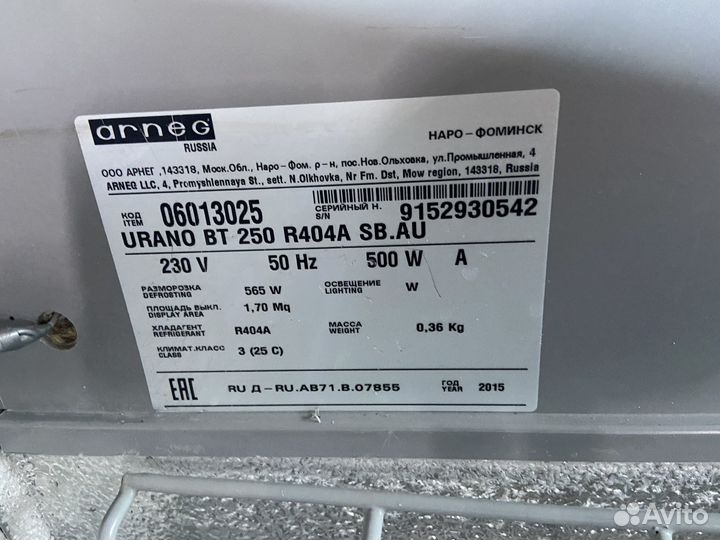 arneg
RUSSIA
НАРО-ФОМИНСК
ООО АРНЕГ ,143318, Моск.Обл., Наро-Фом. р-н, пос.Нов.Ольховка, ул.Промышленная, 4
ARNEG LLC, 4, Promyshlennaya St., sett. N.Olkhovka, Nr Fm. Dst, Mow region, 143318, Russia
КОД
ITEM
06013025
СЕРИЙНЫЙ Н.
S/N
9152930542
URANO BT 250 R404A SB.AU
230 V 50 Hz 500 W A
РАЗМОРОЗКА
DEFROSTING
565 W
ОСВЕЩЕНИЕ
LIGHTING
W
ПЛОЩАДЬ ВЫКЛ.
DISPLAY AREA
1,70 Mq
ХЛАДАГЕНТ
REFRIGERANT
R404A
МАССА
WEIGHT
0,36 Kg
КЛИМАТ.КЛАСС
CLASS
3 (25 C)
EAC
RU Д-RU.АВ71.В.07855
ГОД
YEAR
2015
Avito